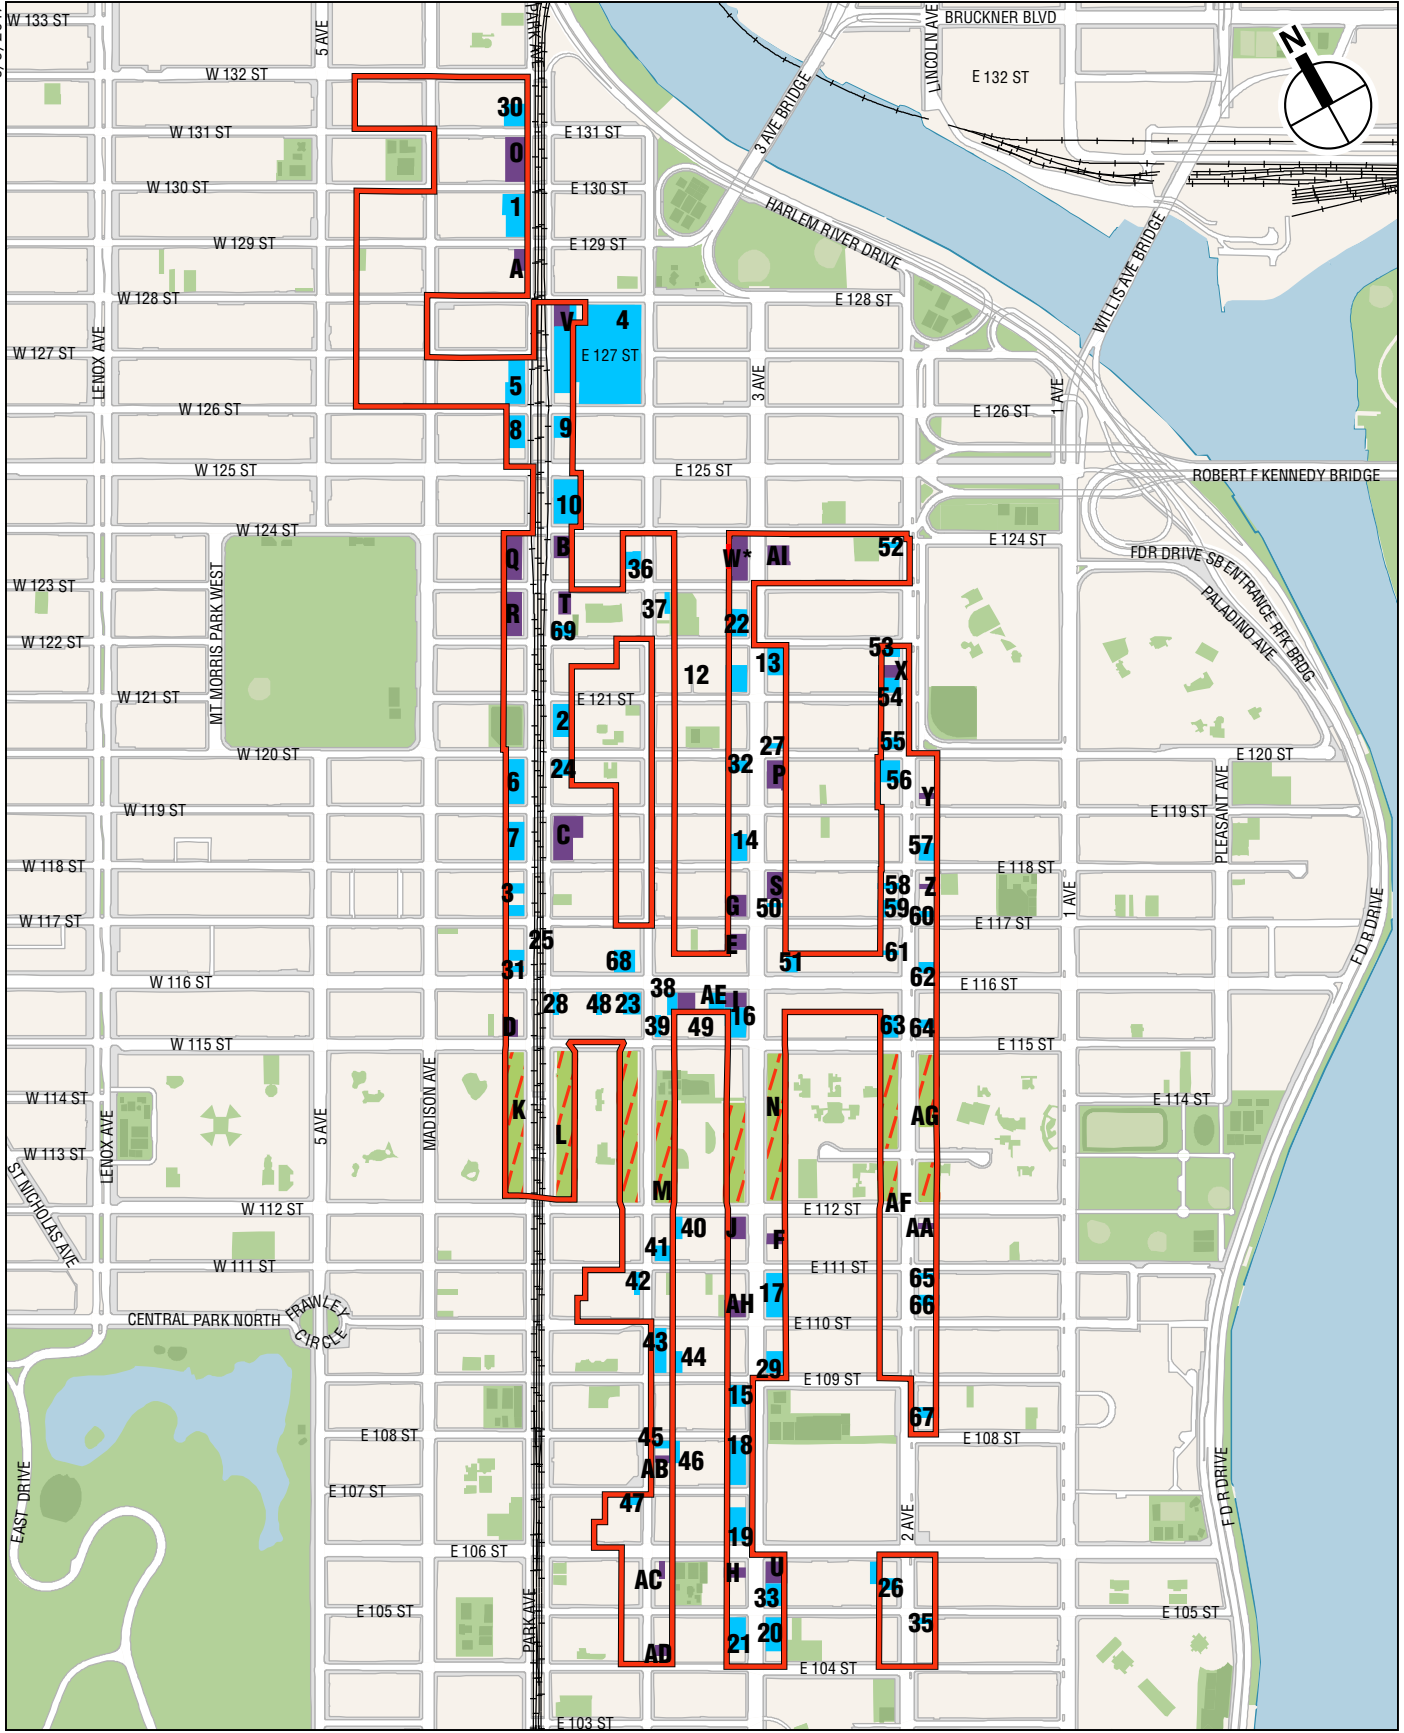 BRUCKNER BLVD
W 133 ST
PARK AVE
LINCOLN AVE
5 AVE
N
W 132 ST
E 132 ST
30
3 AVE BRIDGE
W 131 ST
E 131 ST
O
W 130 ST
E 130 ST
1
HARLEM RIVER DRIVE
W 129 ST
E 129 ST
A
WILLIS AVE BRIDGE
W 128 ST
E 128 ST
V
4
LENOX AVE
W 127 ST
E 127 ST
5
3 AVE
1 AVE
W 126 ST
E 126 ST
8
9
W 125 ST
E 125 ST
ROBERT F KENNEDY BRIDGE
10
W 124 ST
E 124 ST
Q
B
36
W*
AI
52
FDR DRIVE SB ENTRANCE RFK BRDG
W 123 ST
MT MORRIS PARK WEST
R
T
37
22
PALADINO AVE
69
W 122 ST
53
12
13
X
W 121 ST
E 121 ST
54
2
27
55
W 120 ST
E 120 ST
6
24
32
P
56
Y
W 119 ST
E 119 ST
PLEASANT AVE
7
C
14
57
W 118 ST
E 118 ST
3
S
58
Z
1 AVE
G
50
59
60
W 117 ST
E 117 ST
25
E
31
68
51
61
62
F D R DRIVE
W 116 ST
E 116 ST
28
48
23
38
AE
I
16
D
39
49
63
64
W 115 ST
E 115 ST
MADISON AVE
W 114 ST
E 114 ST
LENOX AVE
5 AVE
K
L
N
AG
W 113 ST
ST NICHOLAS AVE
M
AF
W 112 ST
E 112 ST
40
J
F
AA
41
W 111 ST
E 111 ST
42
17
65
AH
66
CENTRAL PARK NORTH
FRAWLEY CIRCLE
E 110 ST
43
44
29
E 109 ST
15
67
E 108 ST
E 108 ST
45
18
46
AB
EAST DRIVE
E 107 ST
47
2 AVE
F D R DRIVE
19
E 106 ST
AC
H
U
26
33
PARK AVE
E 105 ST
35
E 105 ST
21
20
AD
E 104 ST
E 103 ST